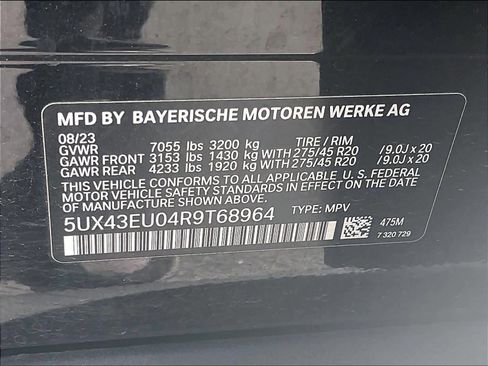 MFD BY BAYERISCHE MOTOREN WERKE AG
08/23
GVWR 7055 lbs 3200 kg TIRE / RIM
GAWR FRONT 3153 lbs 1430 kg WITH 275/45 R20 /9.0J x 20
GAWR REAR 4233 lbs 1920 kg WITH 275/45 R20 /9.0J x 20
THIS VEHICLE CONFORMS TO ALL APPLICABLE U. S. FEDERAL
MOTOR VEHICLE SAFETY STANDARDS IN EFFECT ON THE
DATE OF MANUFACTURE SHOWN ABOVE.
5UX43EU04R9T68964 TYPE: MPV
475M
7 320 729